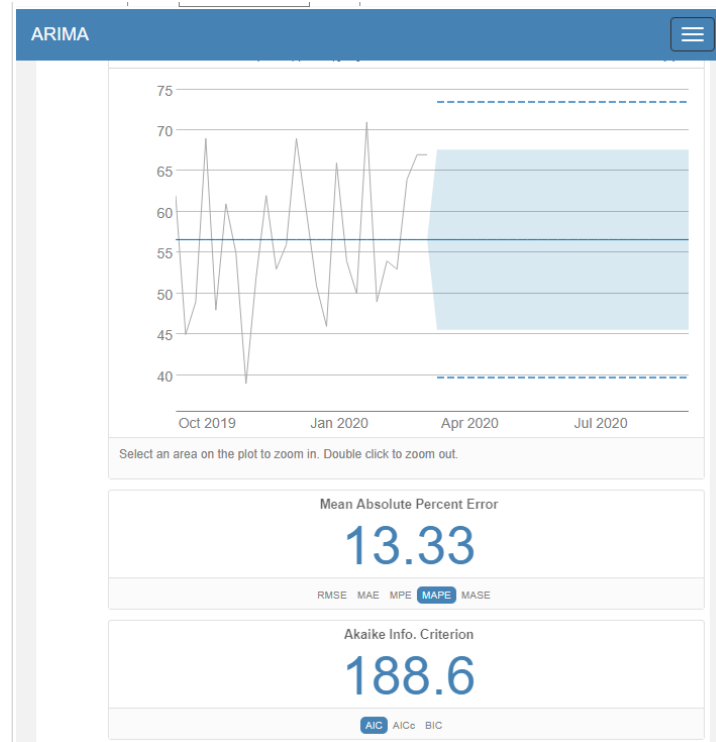 ARIMA
75
70
65
60
55
50
45
40
Oct 2019 Jan 2020 Apr 2020 Jul 2020
Select an area on the plot to zoom in. Double click to zoom out.
Mean Absolute Percent Error
13.33
RMSE MAE MPE MAPE MASE
Akaike Info. Criterion
188.6
AIC AICc BIC